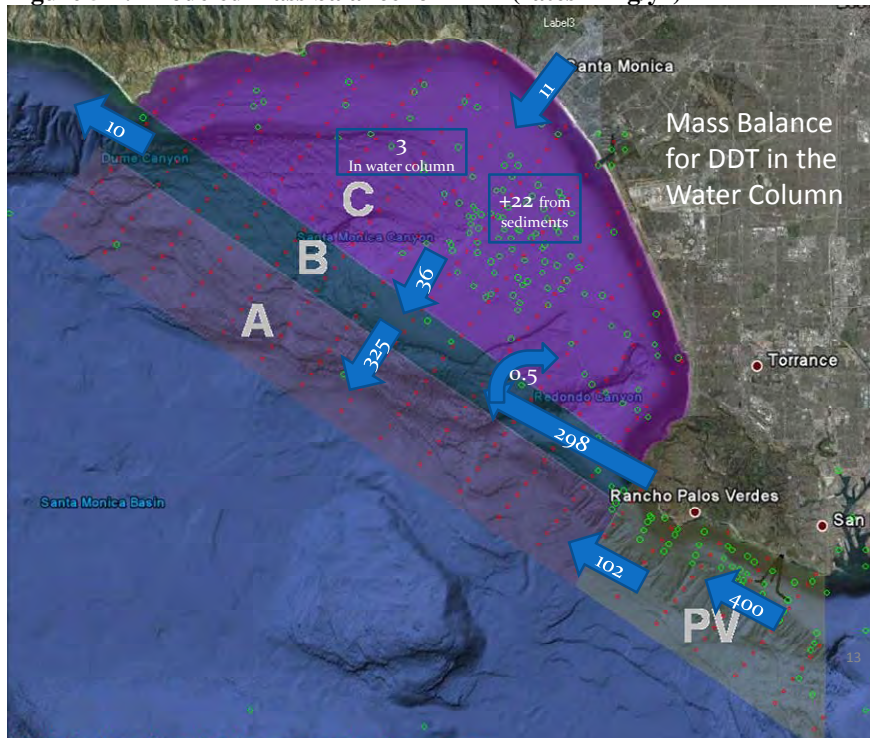 Label3
Santa Monica
11
Mass Balance
for DDT in the
Water Column
10
Dume Canyon
3
In water column
+22 from
sediments
C
Santa Monica Canyon
B
36
A
325
0.5
Torrance
Redondo Canyon
298
Rancho Palos Verdes
Santa Monica Basin
San
102
400
PV
13